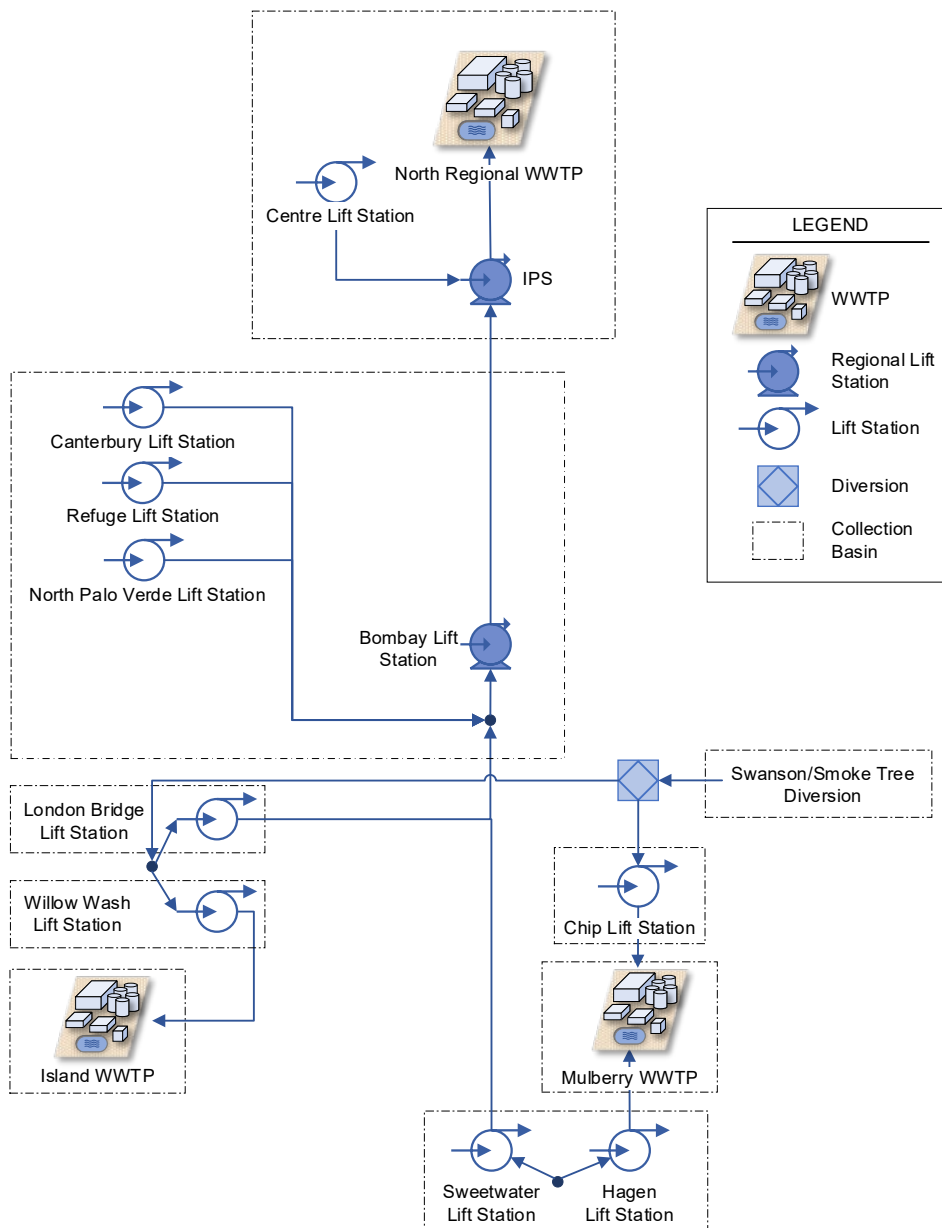 North Regional WWTP
Centre Lift Station
IPS
LEGEND
WWTP
Regional Lift
Station
Lift Station
Diversion
Collection
Basin
Canterbury Lift Station
Refuge Lift Station
North Palo Verde Lift Station
Bombay Lift
Station
Swanson/Smoke Tree
Diversion
London Bridge
Lift Station
Willow Wash
Lift Station
Chip Lift Station
Island WWTP
Mulberry WWTP
Sweetwater
Lift Station
Hagen
Lift Station